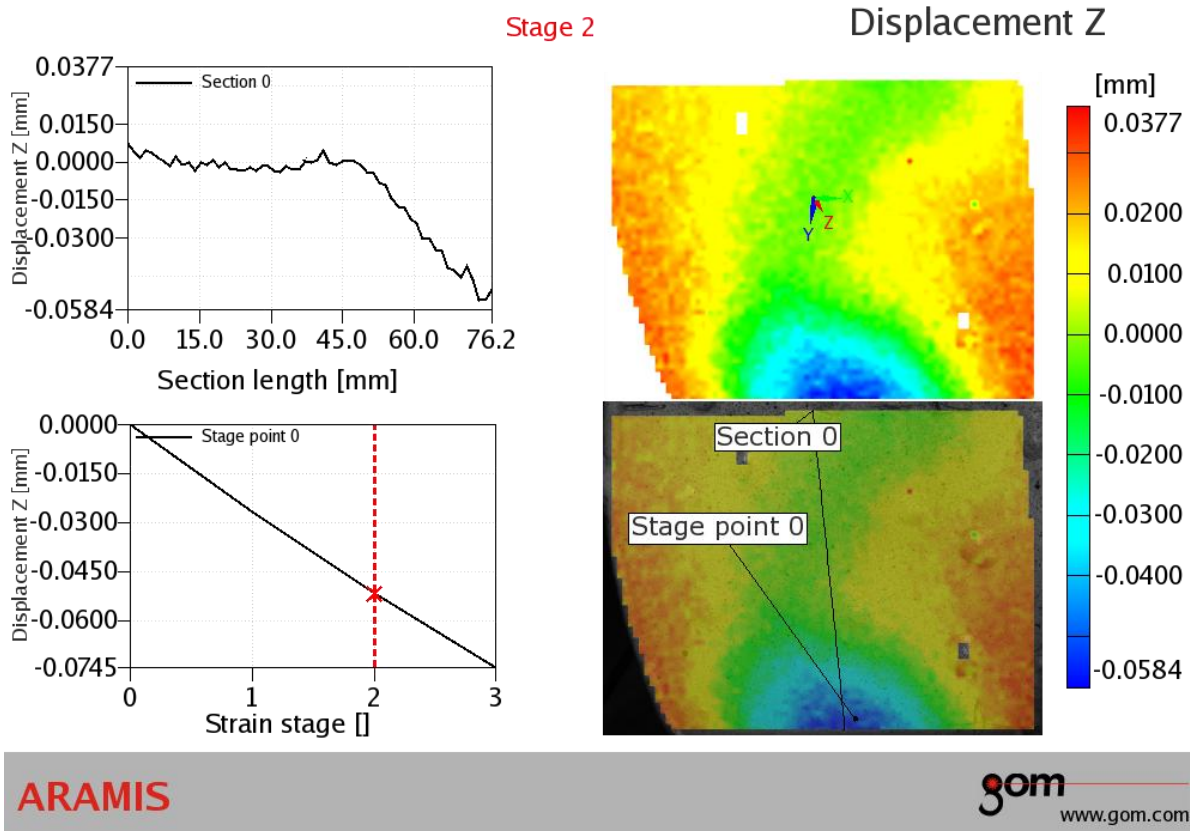 Stage 2
Displacement Z
0.0377
0.0150
0.0000
-0.0150
-0.0300
-0.0584
Displacement Z [mm]
Section 0
0.0 15.0 30.0 45.0 60.0 76.2
Section length [mm]
0.0000
-0.0150
-0.0300
-0.0450
-0.0600
-0.0745
Displacement Z [mm]
Stage point 0
0 1 2 3
Strain stage []
X
Z
Y
Section 0
Stage point 0
[mm]
0.0377
0.0200
0.0100
0.0000
-0.0100
-0.0200
-0.0300
-0.0400
-0.0584
ARAMIS
gom
www.gom.com